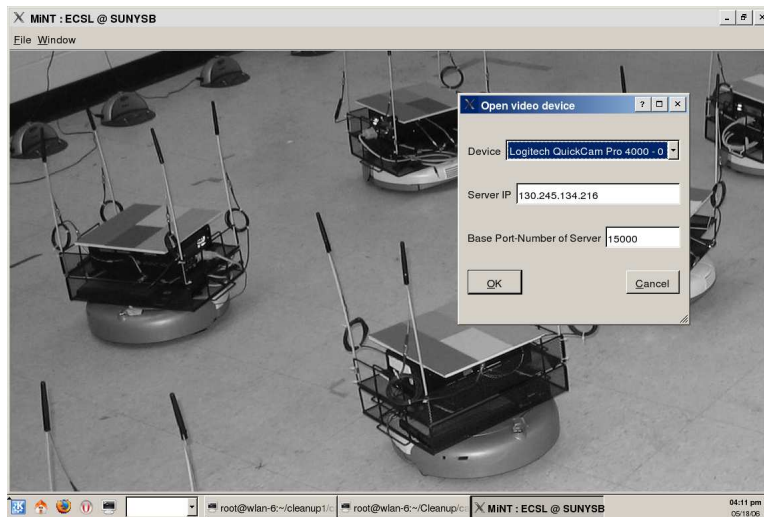 MiNT : ECSL @ SUNYSB
File Window
Open video device
Device Logitech QuickCam Pro 4000 - 0
Server IP 130.245.134.216
Base Port-Number of Server 15000
OK Cancel
root@wlan-6:~/cleanup1/c
root@wlan-6:~/Cleanup/c
MiNT : ECSL @ SUNYSB
04:11 pm
05/18/06